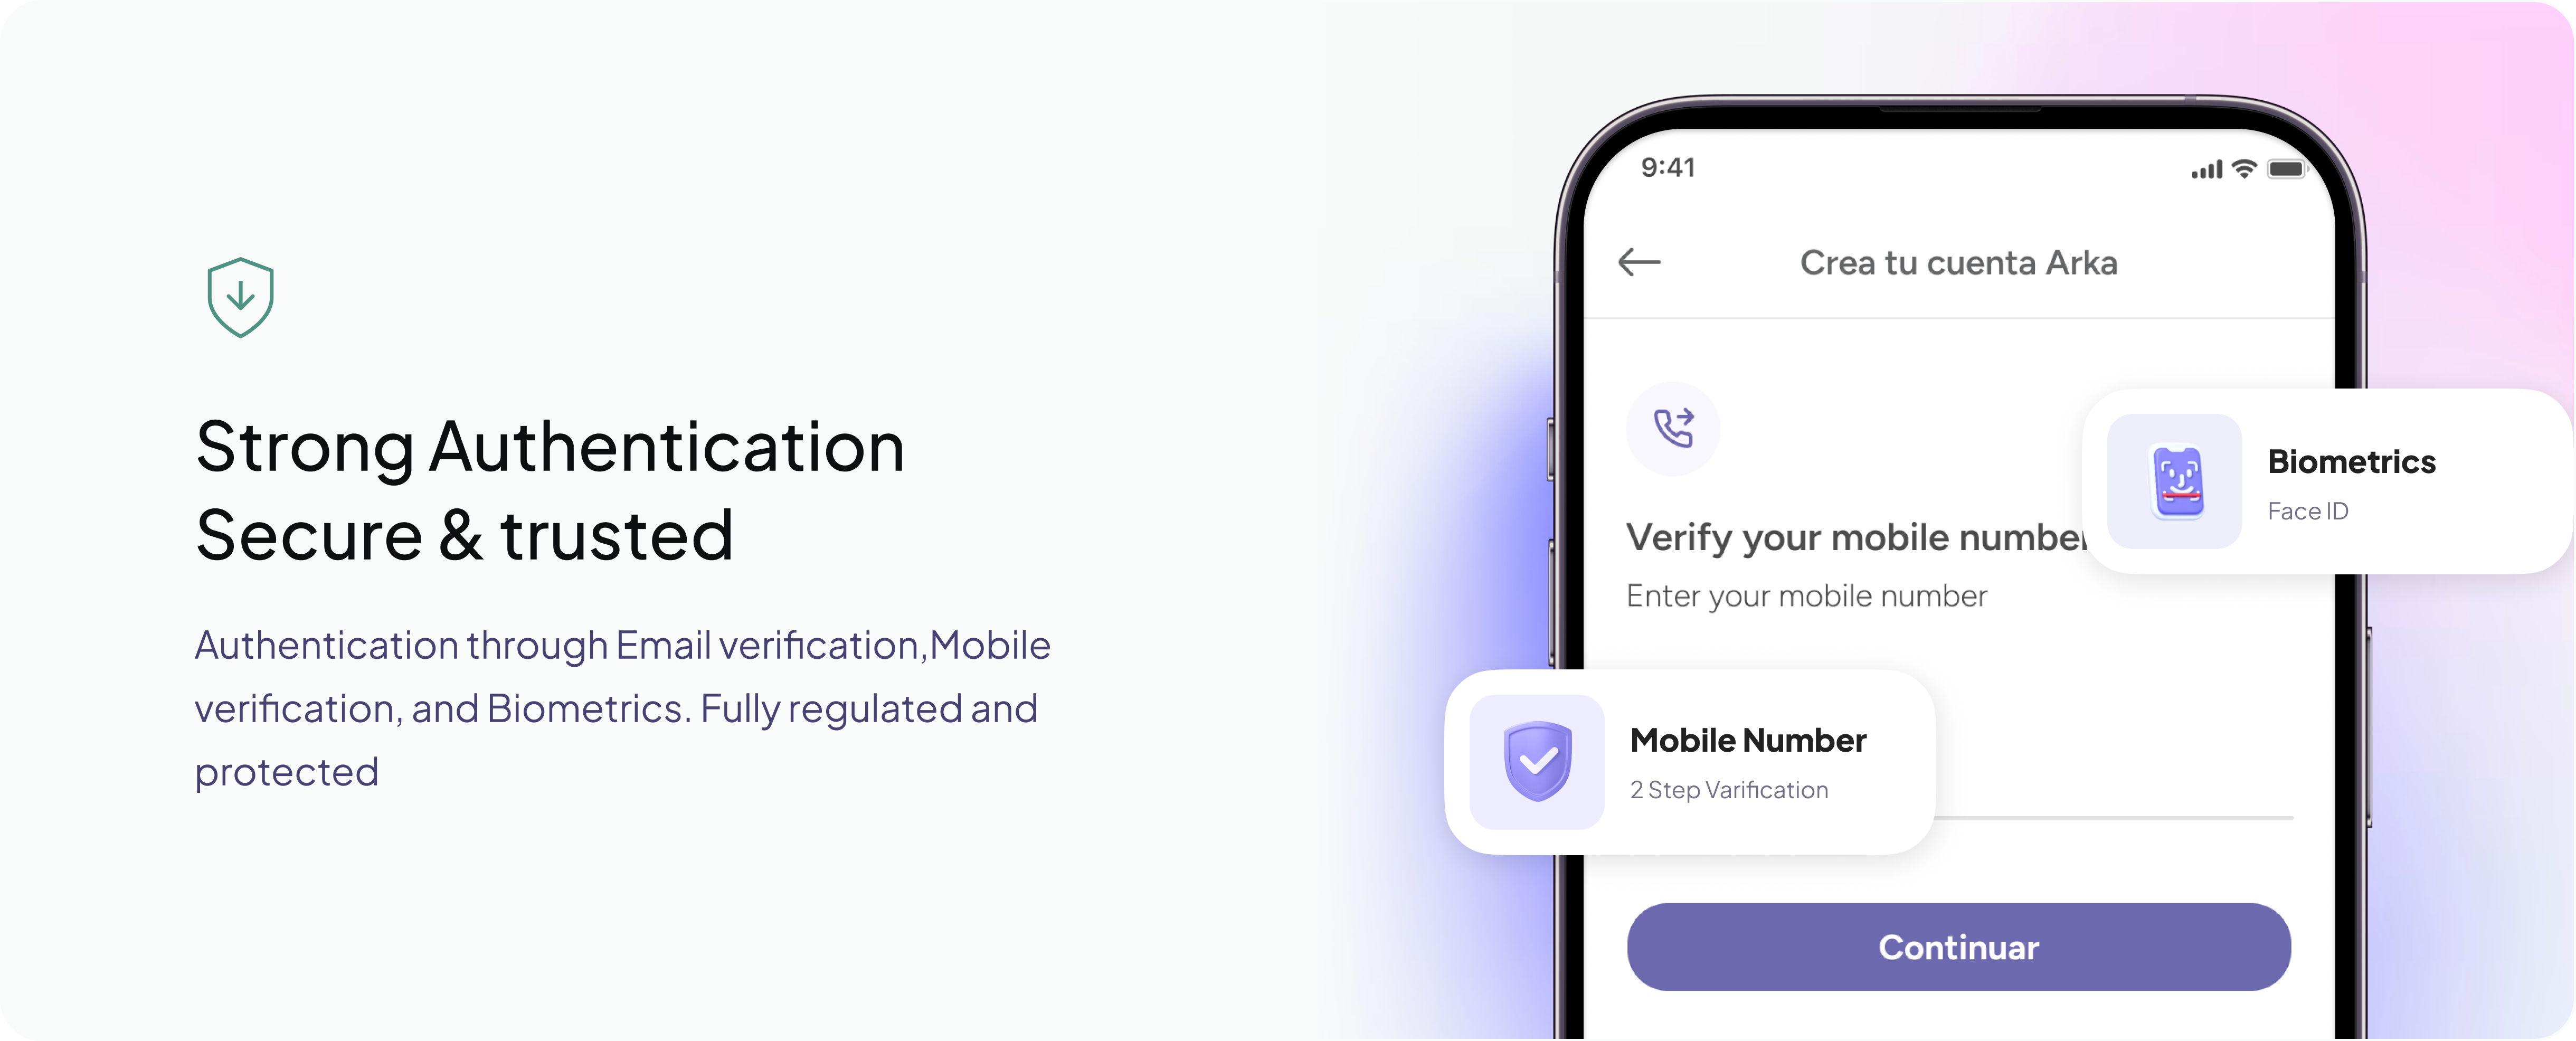 Strong Authentication
Secure & trusted
Authentication through Email verification,Mobile
verification, and Biometrics. Fully regulated and
protected
9:41
Crea tu cuenta Arka
Verify your mobile number
Enter your mobile number
Biometrics
Face ID
Mobile Number
2 Step Varification
Continuar